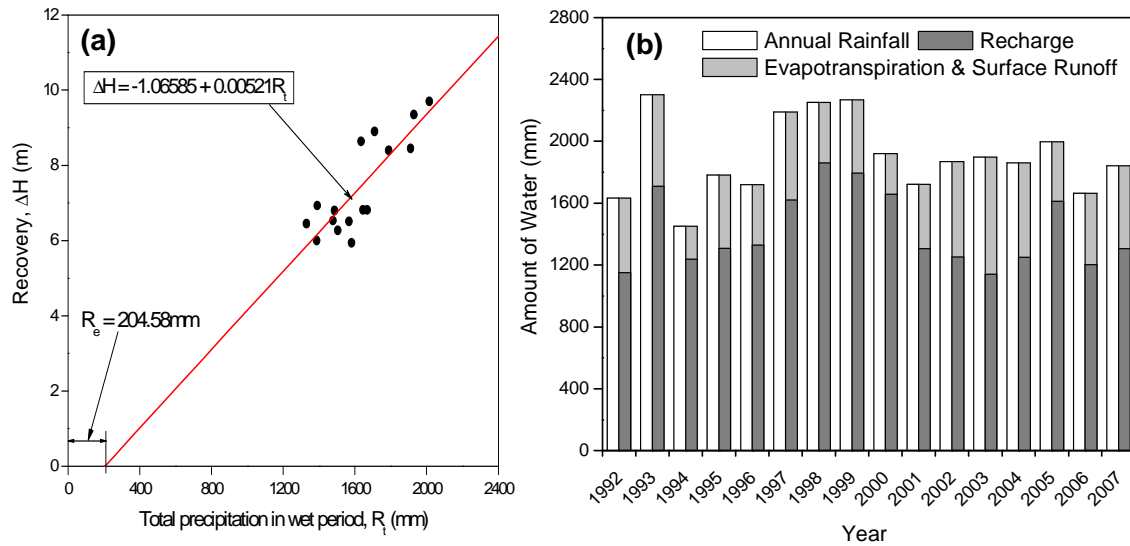 (a)
ΔH = -1.06585 + 0.00521R_t
R_e = 204.58mm
Recovery, ΔH (m)
12
10
8
6
4
2
0
0 400 800 1200 1600 2000 2400
Total precipitation in wet period, R_t (mm)
(b)
Annual Rainfall Recharge
Evapotranspiration & Surface Runoff
Amount of Water (mm)
2800
2400
2000
1600
1200
800
400
0
1992 1993 1994 1995 1996 1997 1998 1999 2000 2001 2002 2003 2004 2005 2006 2007
Year